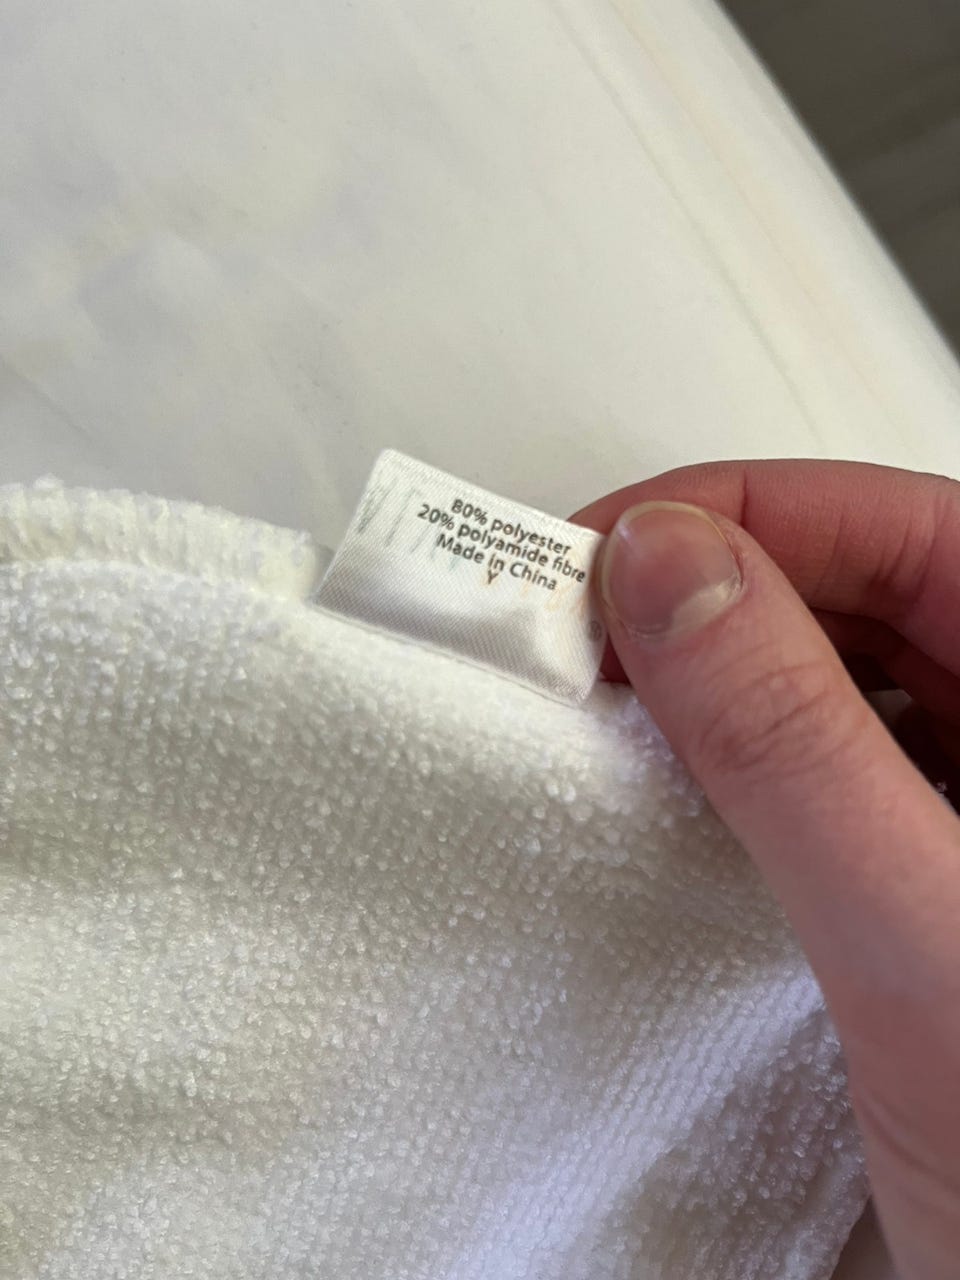 80% polyester
20% polyamide fibre
Made in China
Y